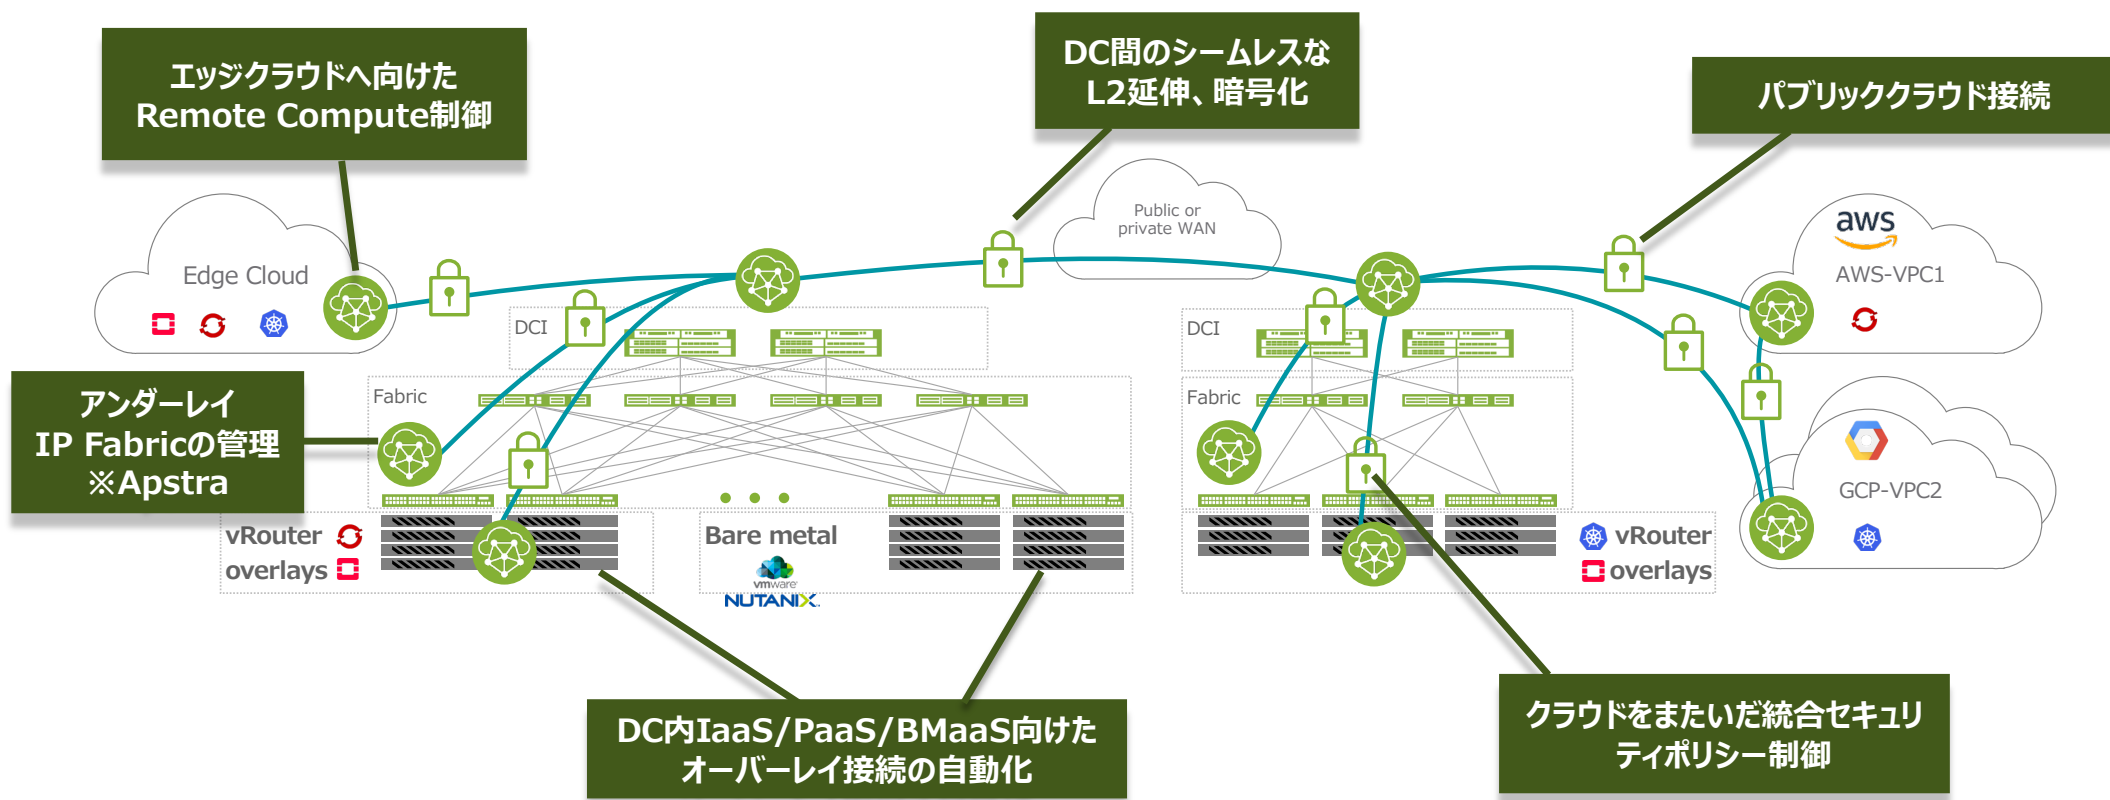 エッジクラウドへ向けた
Remote Compute制御
DC間のシームレスな
L2延伸、暗号化
パブリッククラウド接続
Public or
private WAN
Edge Cloud
aws
AWS-VPC1
DCI
DCI
アンダーレイ
IP Fabricの管理
※Apstra
Fabric
Fabric
GCP-VPC2
vRouter
overlays
Bare metal
vmware
NUTANIX
vRouter
overlays
DC内IaaS/PaaS/BMaaS向けた
オーバーレイ接続の自動化
クラウドをまたいだ統合セキュリ
ティポリシー制御